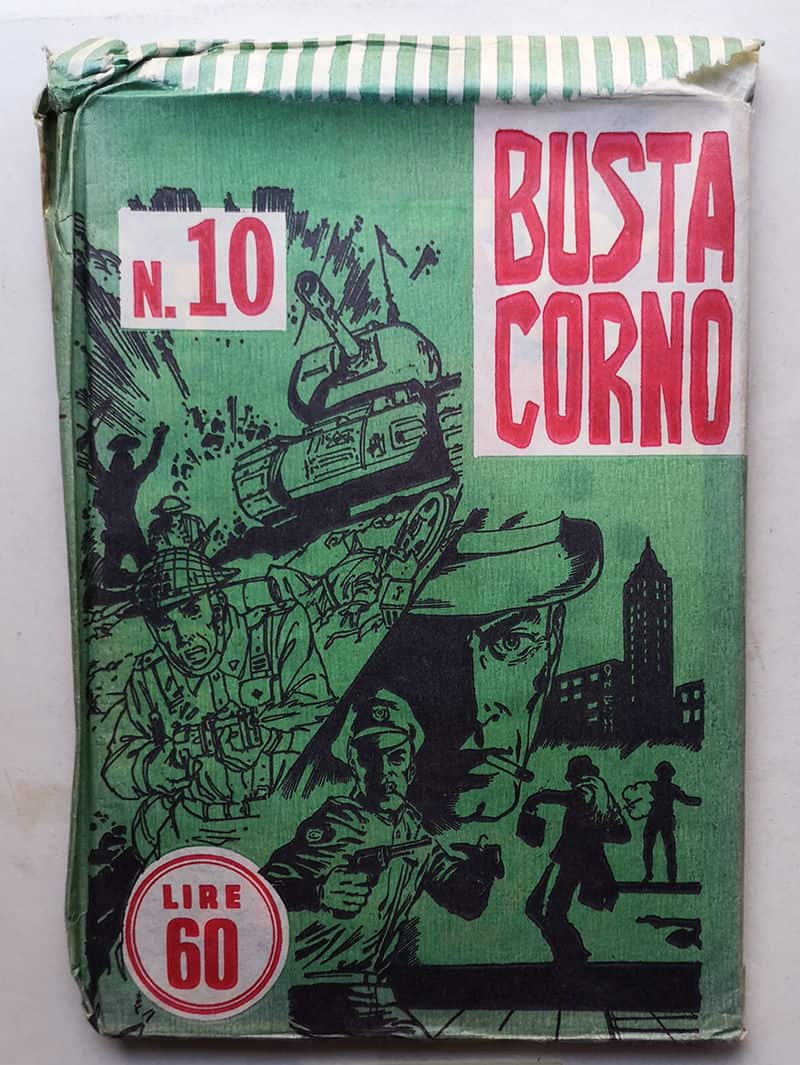 BUSTA
CORNO
N. 10
LIRE
60